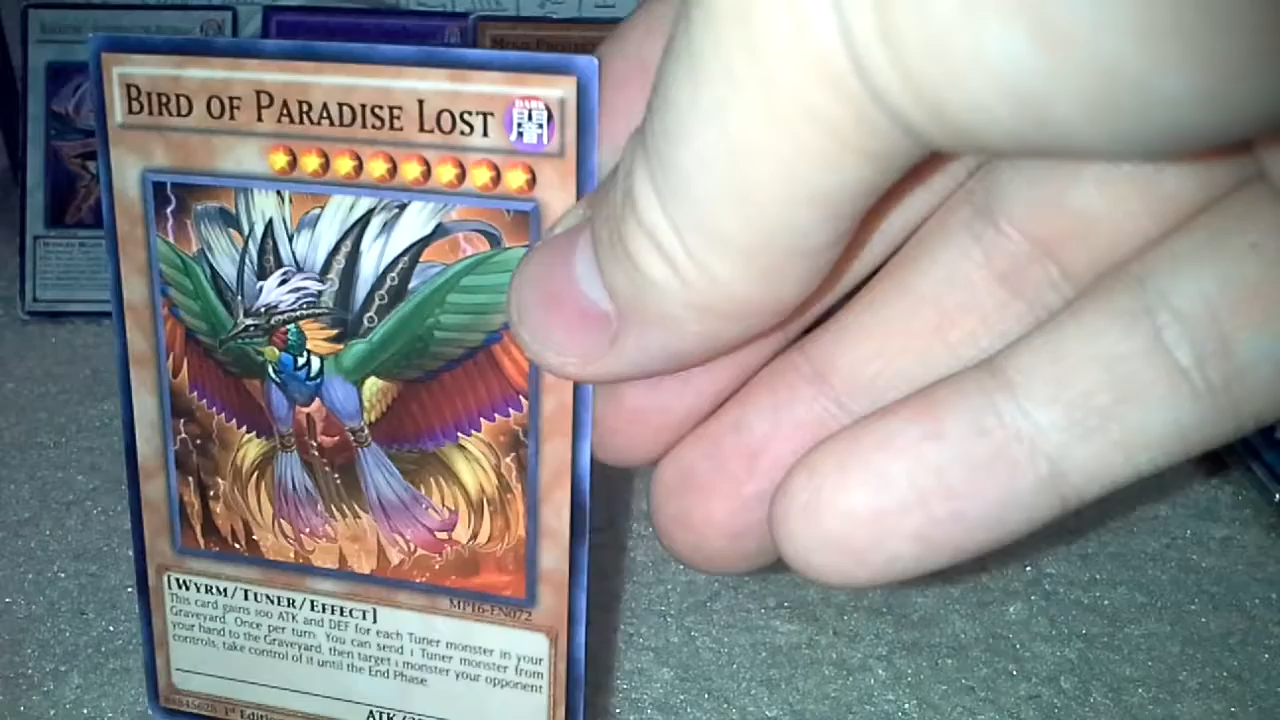 BIRD OF PARADISE LOST
DARK
闇
[WYRM/TUNER/EFFECT]
MP16-EN072
This card gains 100 ATK and DEF for each Tuner monster in your
Graveyard. Once per turn: You can send 1 Tuner monster from
your hand to the Graveyard, then target 1 monster your opponent
controls; take control of it until the End Phase.
1st Edition
ATK